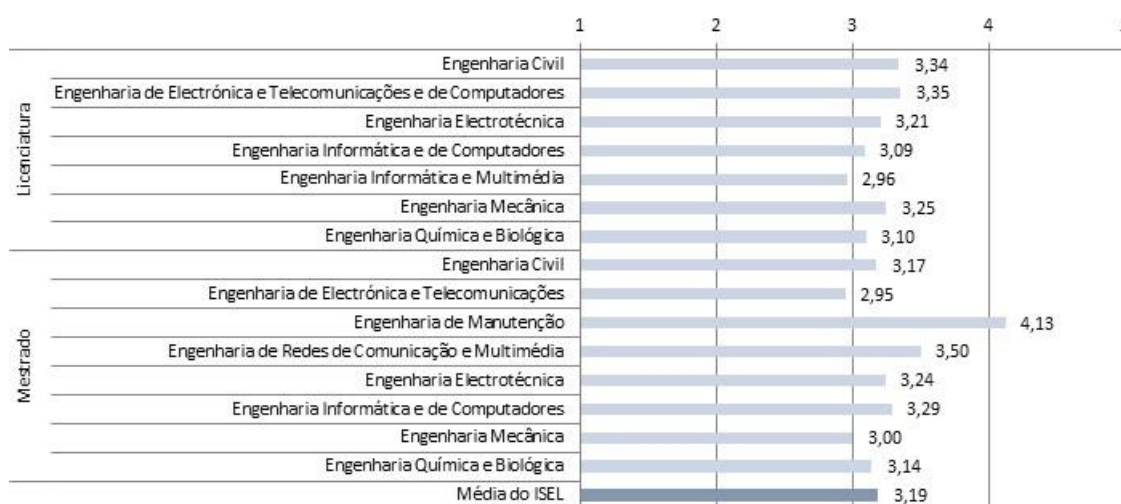 1 2 3 4
Licenciatura
Engenharia Civil 3,34
Engenharia de Electrónica e Telecomunicações e de Computadores 3,35
Engenharia Electrotécnica 3,21
Engenharia Informática e de Computadores 3,09
Engenharia Informática e Multimédia 2,96
Engenharia Mecânica 3,25
Engenharia Química e Biológica 3,10
Mestrado
Engenharia Civil 3,17
Engenharia de Electrónica e Telecomunicações 2,95
Engenharia de Manutenção 4,13
Engenharia de Redes de Comunicação e Multimédia 3,50
Engenharia Electrotécnica 3,24
Engenharia Informática e de Computadores 3,29
Engenharia Mecânica 3,00
Engenharia Química e Biológica 3,14
Média do ISEL 3,19